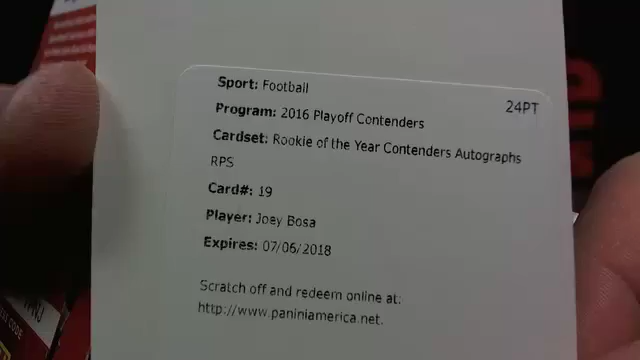 Sport: Football
24PT
Program: 2016 Playoff Contenders
Cardset: Rookie of the Year Contenders Autographs
RPS
Card#: 19
Player: Joey Bosa
Expires: 07/06/2018
Scratch off and redeem online at:
http://www.paniniamerica.net.
CODE